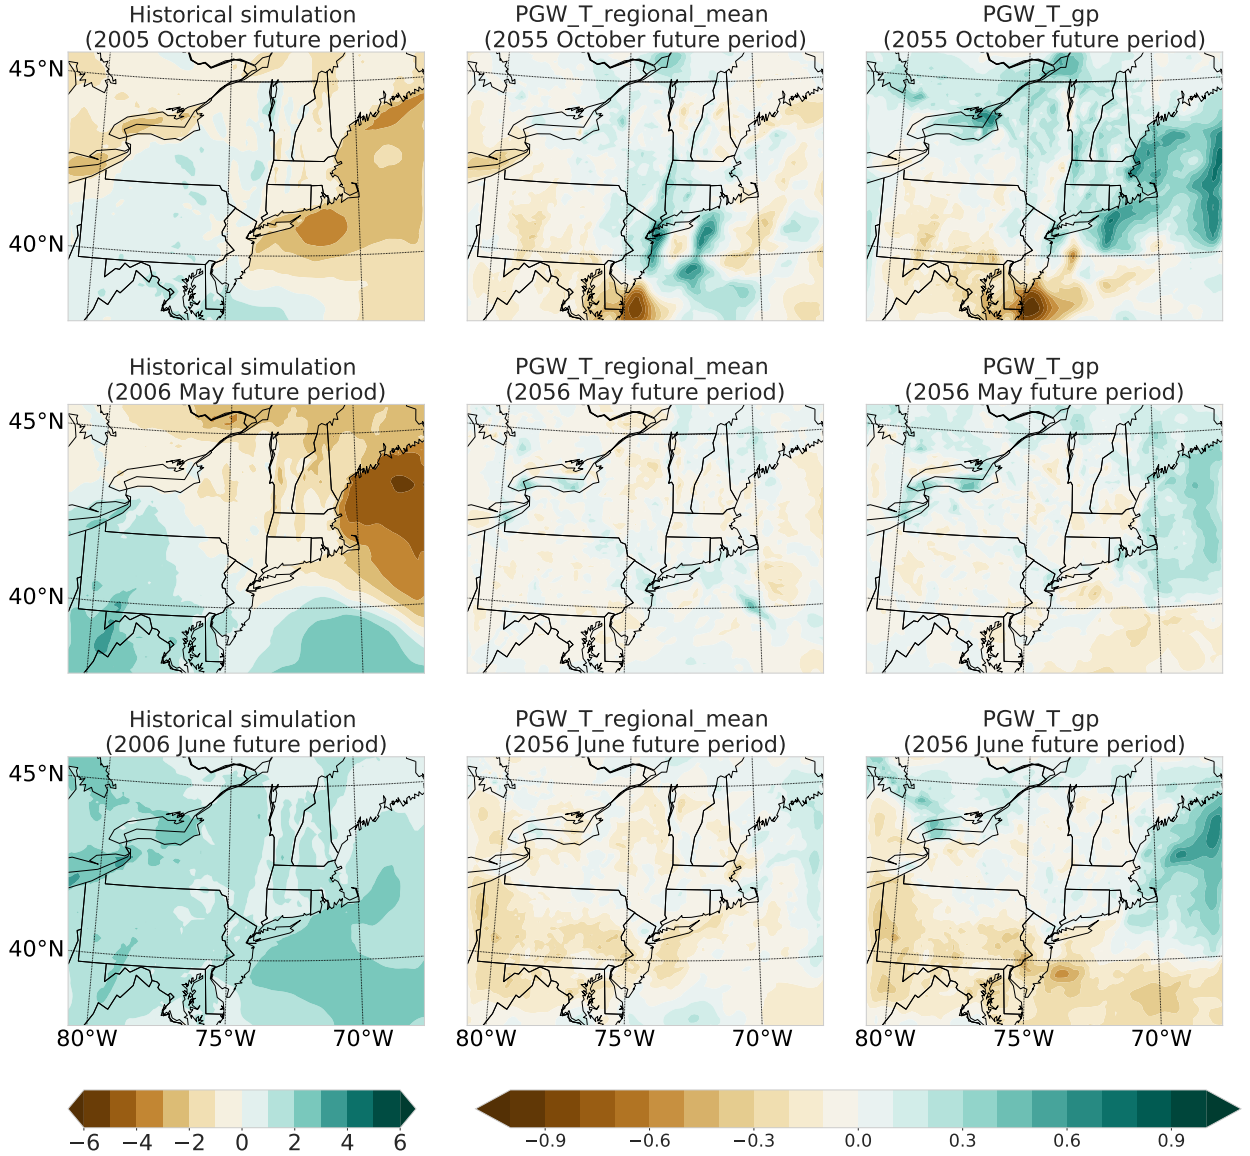 Historical simulation
(2005 October future period)
PGW_T_regional_mean
(2055 October future period)
PGW_T_gp
(2055 October future period)
45°N
40°N
Historical simulation
(2006 May future period)
PGW_T_regional_mean
(2056 May future period)
PGW_T_gp
(2056 May future period)
45°N
40°N
Historical simulation
(2006 June future period)
PGW_T_regional_mean
(2056 June future period)
PGW_T_gp
(2056 June future period)
45°N
40°N
80°W 75°W 70°W
80°W 75°W 70°W
80°W 75°W 70°W
−6 −4 −2 0 2 4 6
−0.9 −0.6 −0.3 0.0 0.3 0.6 0.9